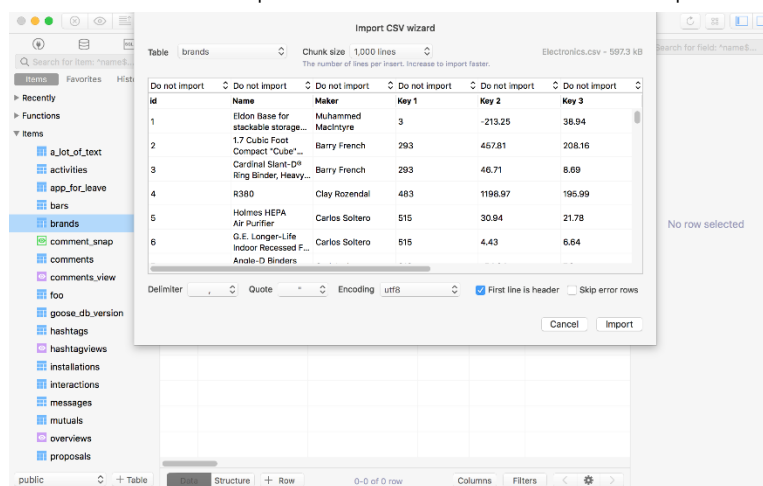 Import CSV wizard
Table brands Chunk size 1,000 lines Electronics.csv - 597.3 kB
The number of lines per insert. Increase to import faster.
Search for item: ^name$...
Search for field: ^name$...
Items Favorites Hist
Recently
Functions
Items
a_lot_of_text
activities
app_for_leave
bars
brands
comment_snap
comments
comments_view
foo
goose_db_version
hashtags
hashtagviews
installations
interactions
messages
mutuals
overviews
proposals
public + Table
Do not import Do not import Do not import Do not import Do not import Do not import
id Name Maker Key 1 Key 2 Key 3
1 Eldon Base for stackable storage... Muhammed MacIntyre 3 -213.25 38.94
2 1.7 Cubic Foot Compact "Cube"... Barry French 293 457.81 208.16
3 Cardinal Slant-D® Ring Binder, Heavy... Barry French 293 46.71 8.69
4 R380 Clay Rozendal 483 1198.97 195.99
5 Holmes HEPA Air Purifier Carlos Soltero 515 30.94 21.78
6 G.E. Longer-Life Indoor Recessed F... Carlos Soltero 515 4.43 6.64
Angle-D Binders
Delimiter , Quote " Encoding utf8 First line is header Skip error rows
Cancel Import
No row selected
Data Structure + Row 0-0 of 0 row Columns Filters